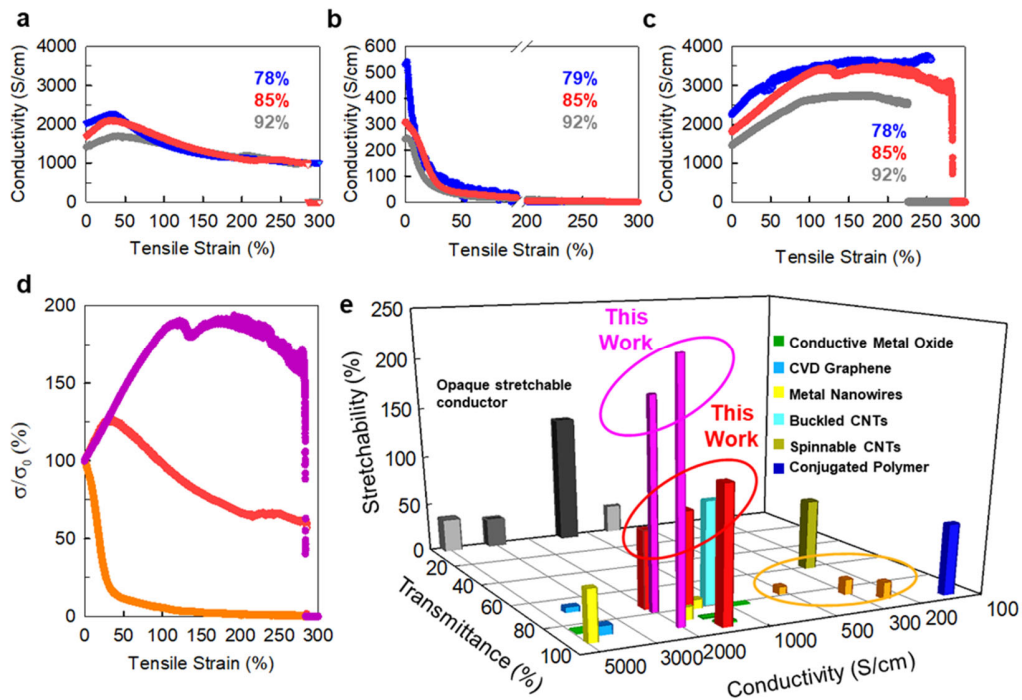 a
Conductivity (S/cm)
4000
3000
2000
1000
0
78%
85%
92%
0 50 100 150 200 250 300
Tensile Strain (%)
b
Conductivity (S/cm)
600
500
400
300
200
100
0
79%
85%
92%
0 50 200 250 300
Tensile Strain (%)
c
Conductivity (S/cm)
4000
3000
2000
1000
0
78%
85%
92%
0 50 100 150 200 250 300
Tensile Strain (%)
d
σ/σ0 (%)
200
150
100
50
0
0 50 100 150 200 250 300
Tensile Strain (%)
e
Stretchability (%)
250
200
150
100
50
0
This
Work
Opaque stretchable
conductor
This
Work
Conductive Metal Oxide
CVD Graphene
Metal Nanowires
Buckled CNTs
Spinnable CNTs
Conjugated Polymer
20
40
60
80
100
Transmittance (%)
5000 3000 2000 1000 500 300 200 100
Conductivity (S/cm)